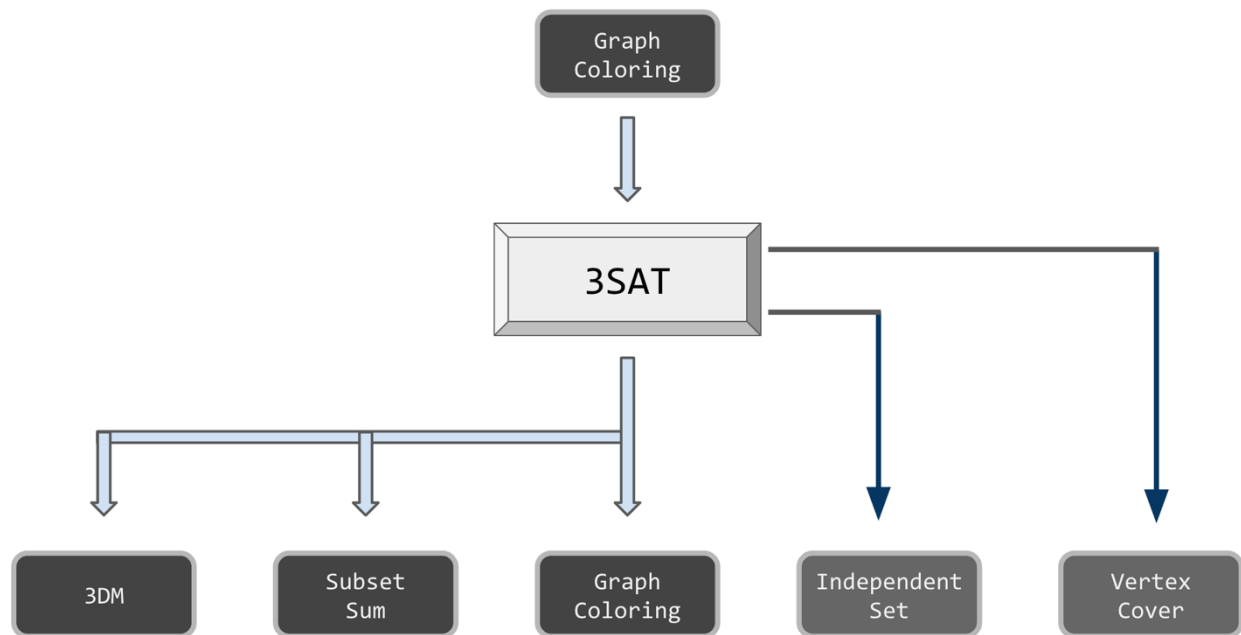 Graph
Coloring
3SAT
3DM
Subset
Sum
Graph
Coloring
Independent
Set
Vertex
Cover